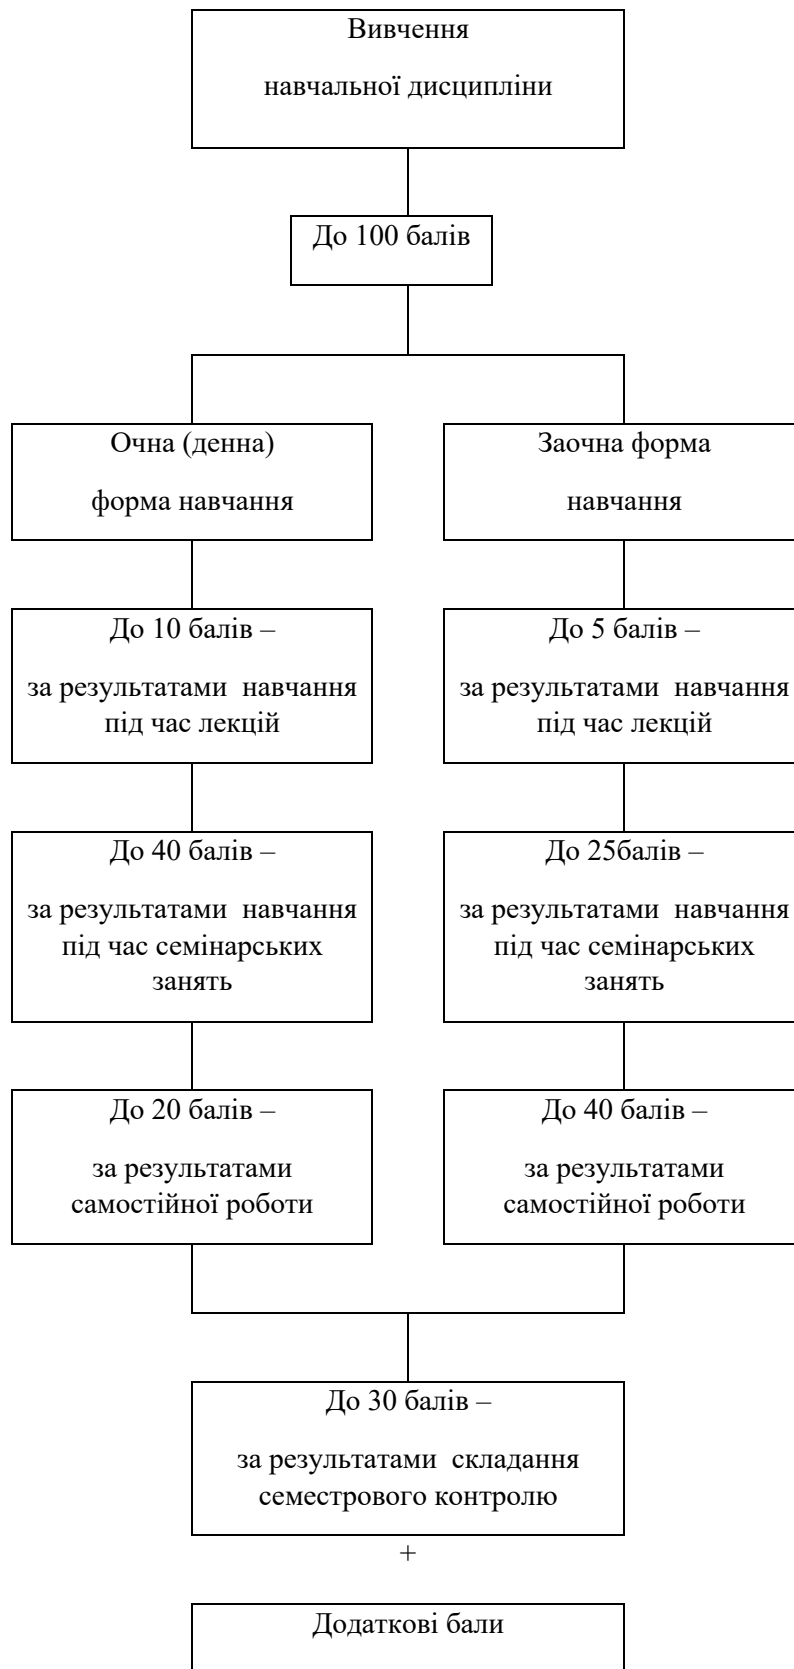 Вивчення
навчальної дисципліни
До 100 балів
Очна (денна)
форма навчання
Заочна форма
навчання
До 10 балів –
за результатами навчання
під час лекцій
До 5 балів –
за результатами навчання
під час лекцій
До 40 балів –
за результатами навчання
під час семінарських
занять
До 25балів –
за результатами навчання
під час семінарських
занять
До 20 балів –
за результатами
самостійної роботи
До 40 балів –
за результатами
самостійної роботи
До 30 балів –
за результатами складання
семестрового контролю
+
Додаткові бали